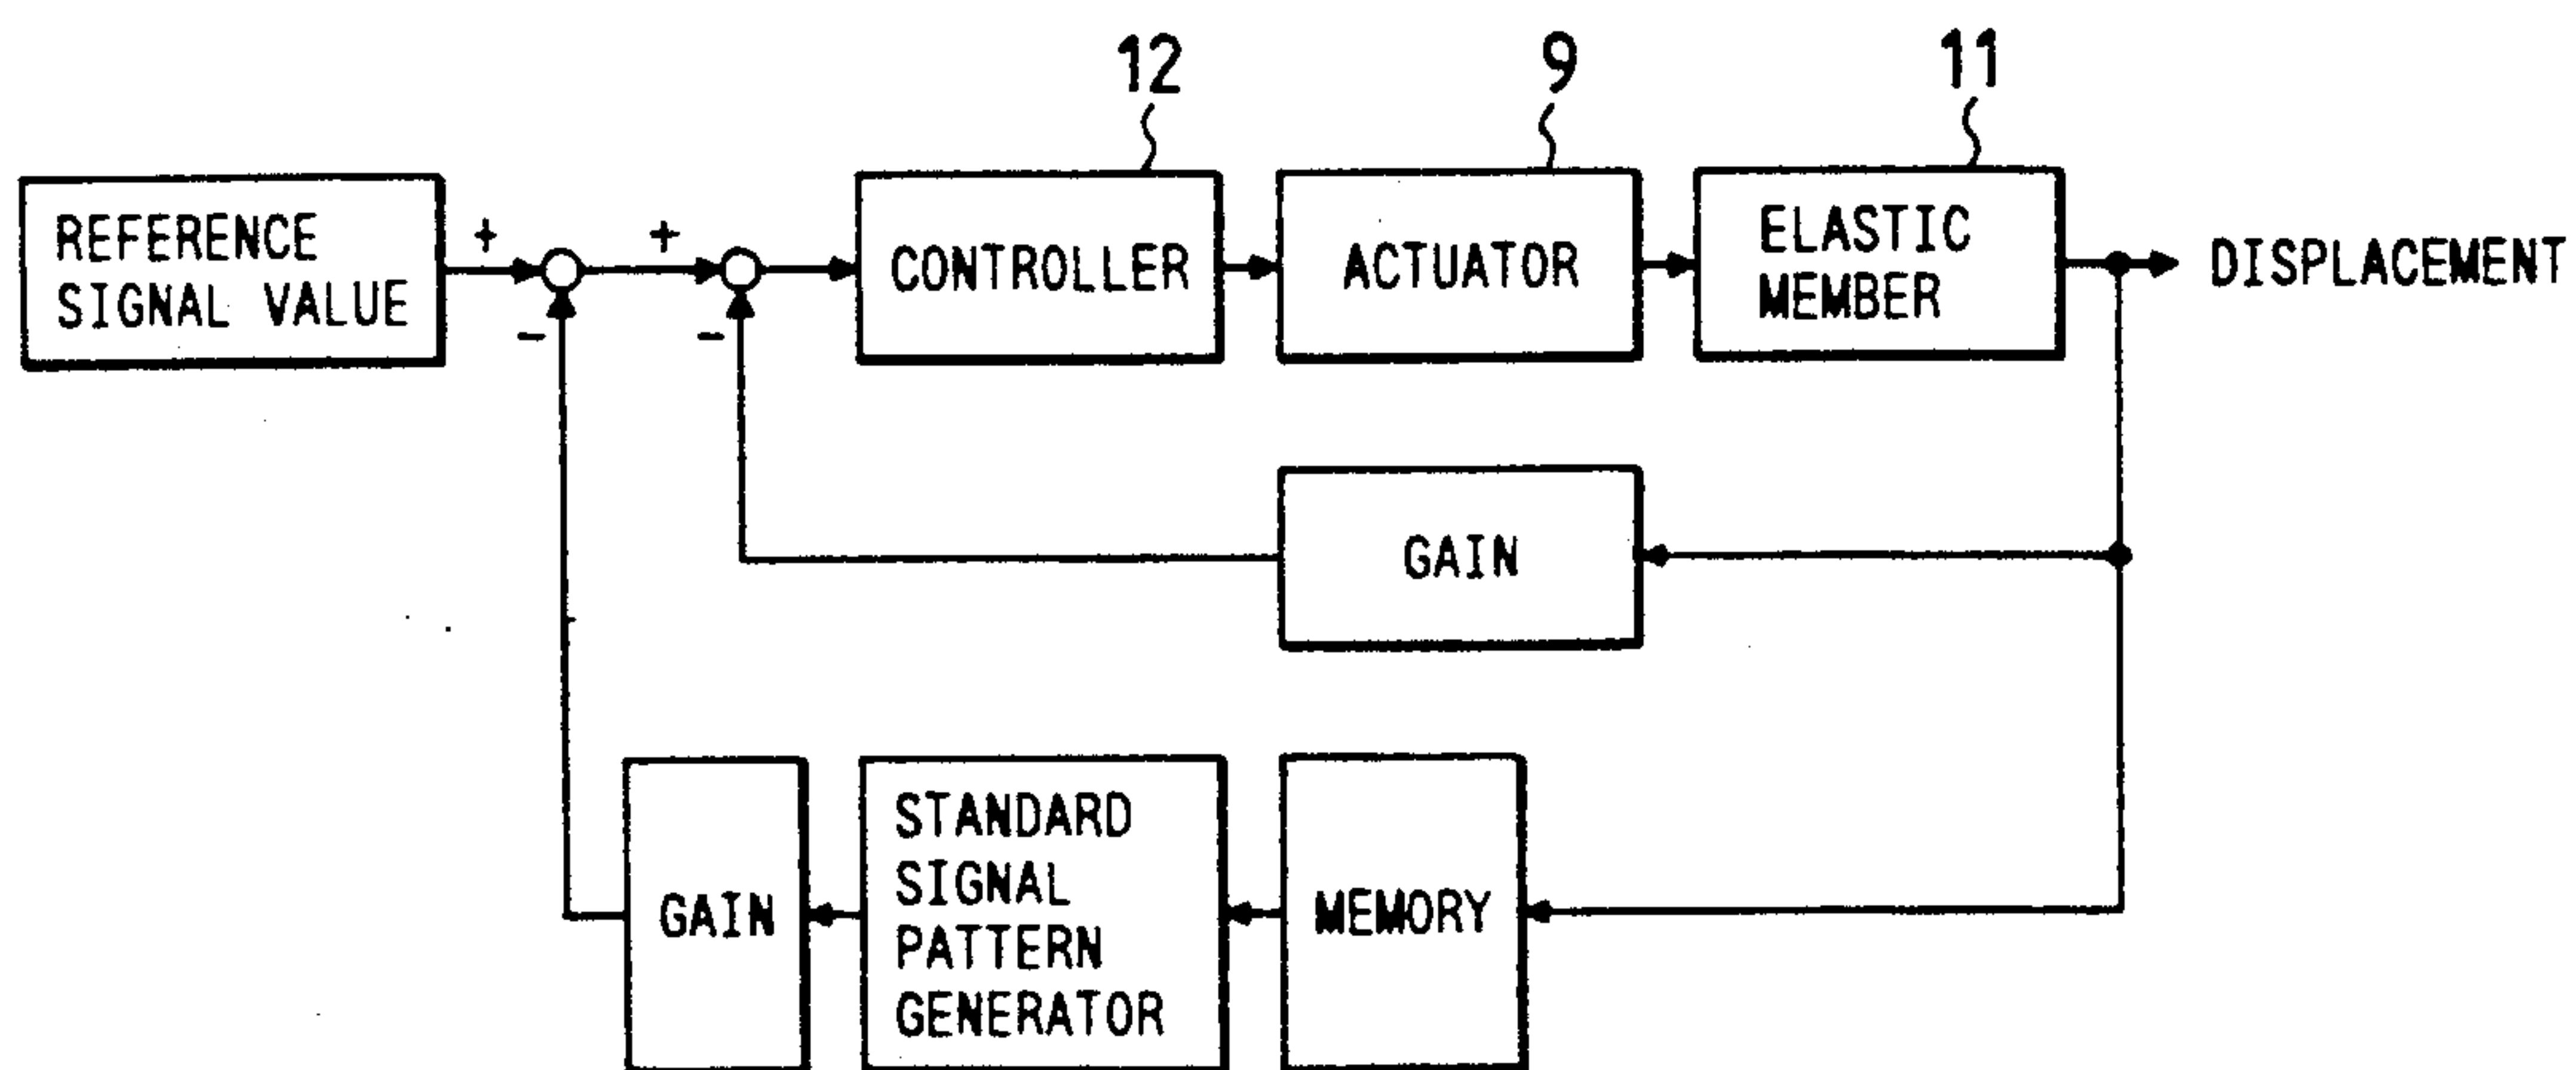 12
9
11
REFERENCE
SIGNAL VALUE
+
+
CONTROLLER
ACTUATOR
ELASTIC
MEMBER
DISPLACEMENT
-
-
GAIN
GAIN
STANDARD
SIGNAL
PATTERN
GENERATOR
MEMORY